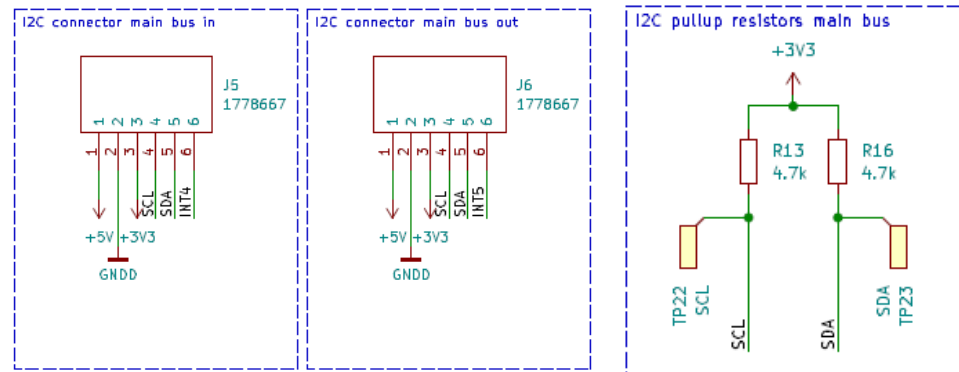 I2C connector main bus in
J5
1778667
1 2 3 4 5 6
1 2 3 4 5 6
SCL SDA INT4
+5V +3V3
GNDD
I2C connector main bus out
J6
1778667
1 2 3 4 5 6
1 2 3 4 5 6
SCL SDA INT5
+5V +3V3
GNDD
I2C pullup resistors main bus
+3V3
R13
4.7k
R16
4.7k
TP22
SCL
SDA
TP23
SCL
SDA